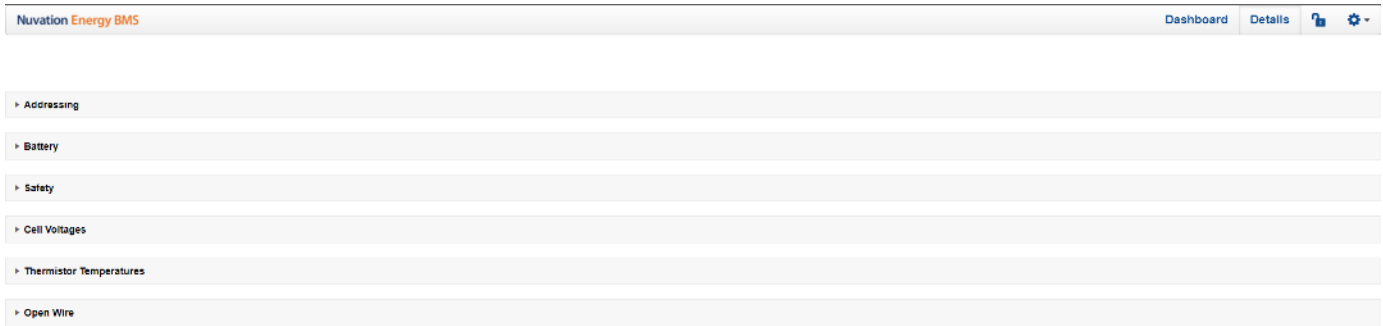 Nuvation Energy BMS Dashboard Details
Addressing
Battery
Safety
Cell Voltages
Thermistor Temperatures
Open Wire